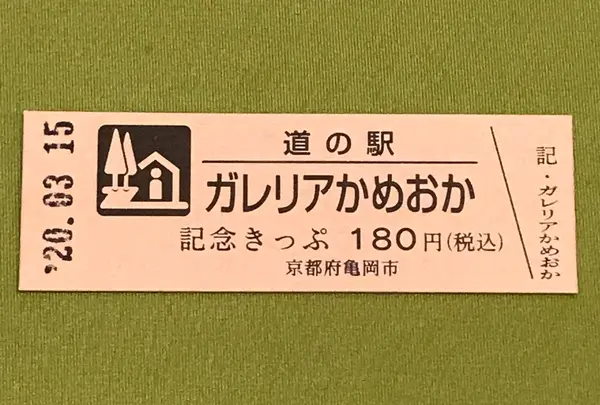 '20.03 15
道の駅
ガレリアかめおか
記念きっぷ 180円(税込)
京都府亀岡市
記・ガレリアかめおか